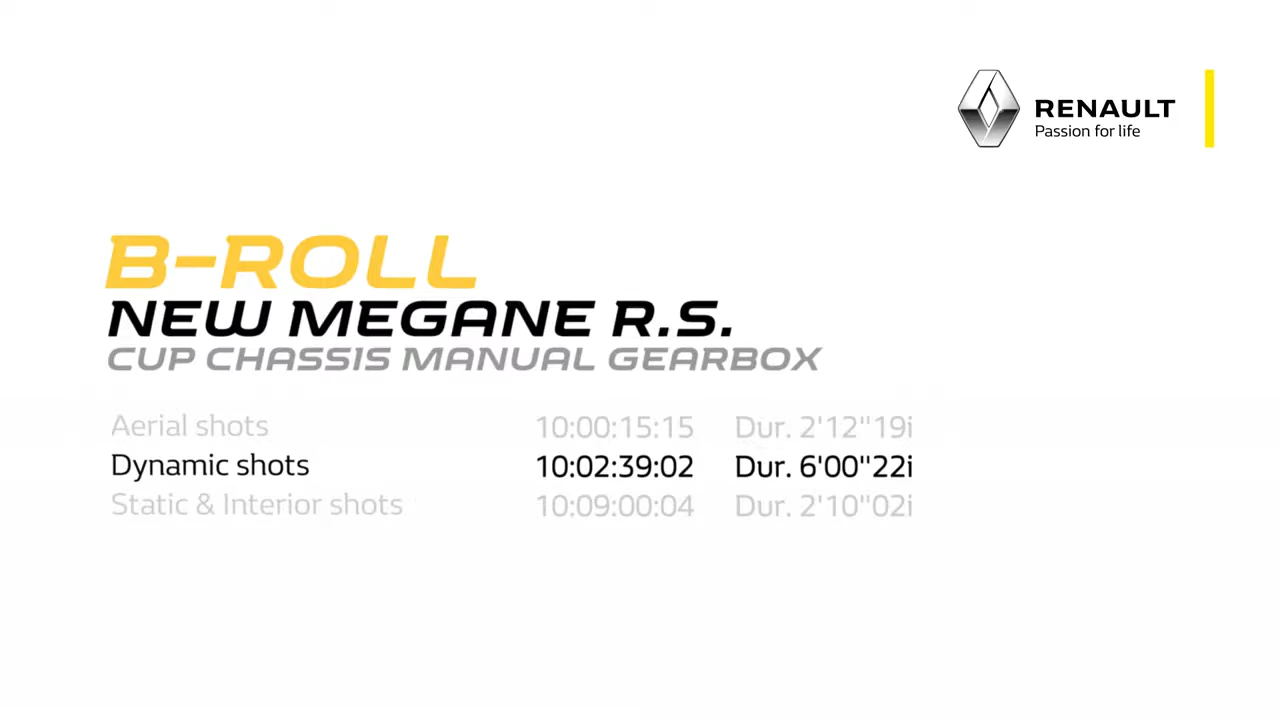 RENAULT
Passion for life
B-ROLL
NEW MEGANE R.S.
CUP CHASSIS MANUAL GEARBOX
Aerial shots 10:00:15:15 Dur. 2'12"19i
Dynamic shots 10:02:39:02 Dur. 6'00"22i
Static & Interior shots 10:09:00:04 Dur. 2'10"02i